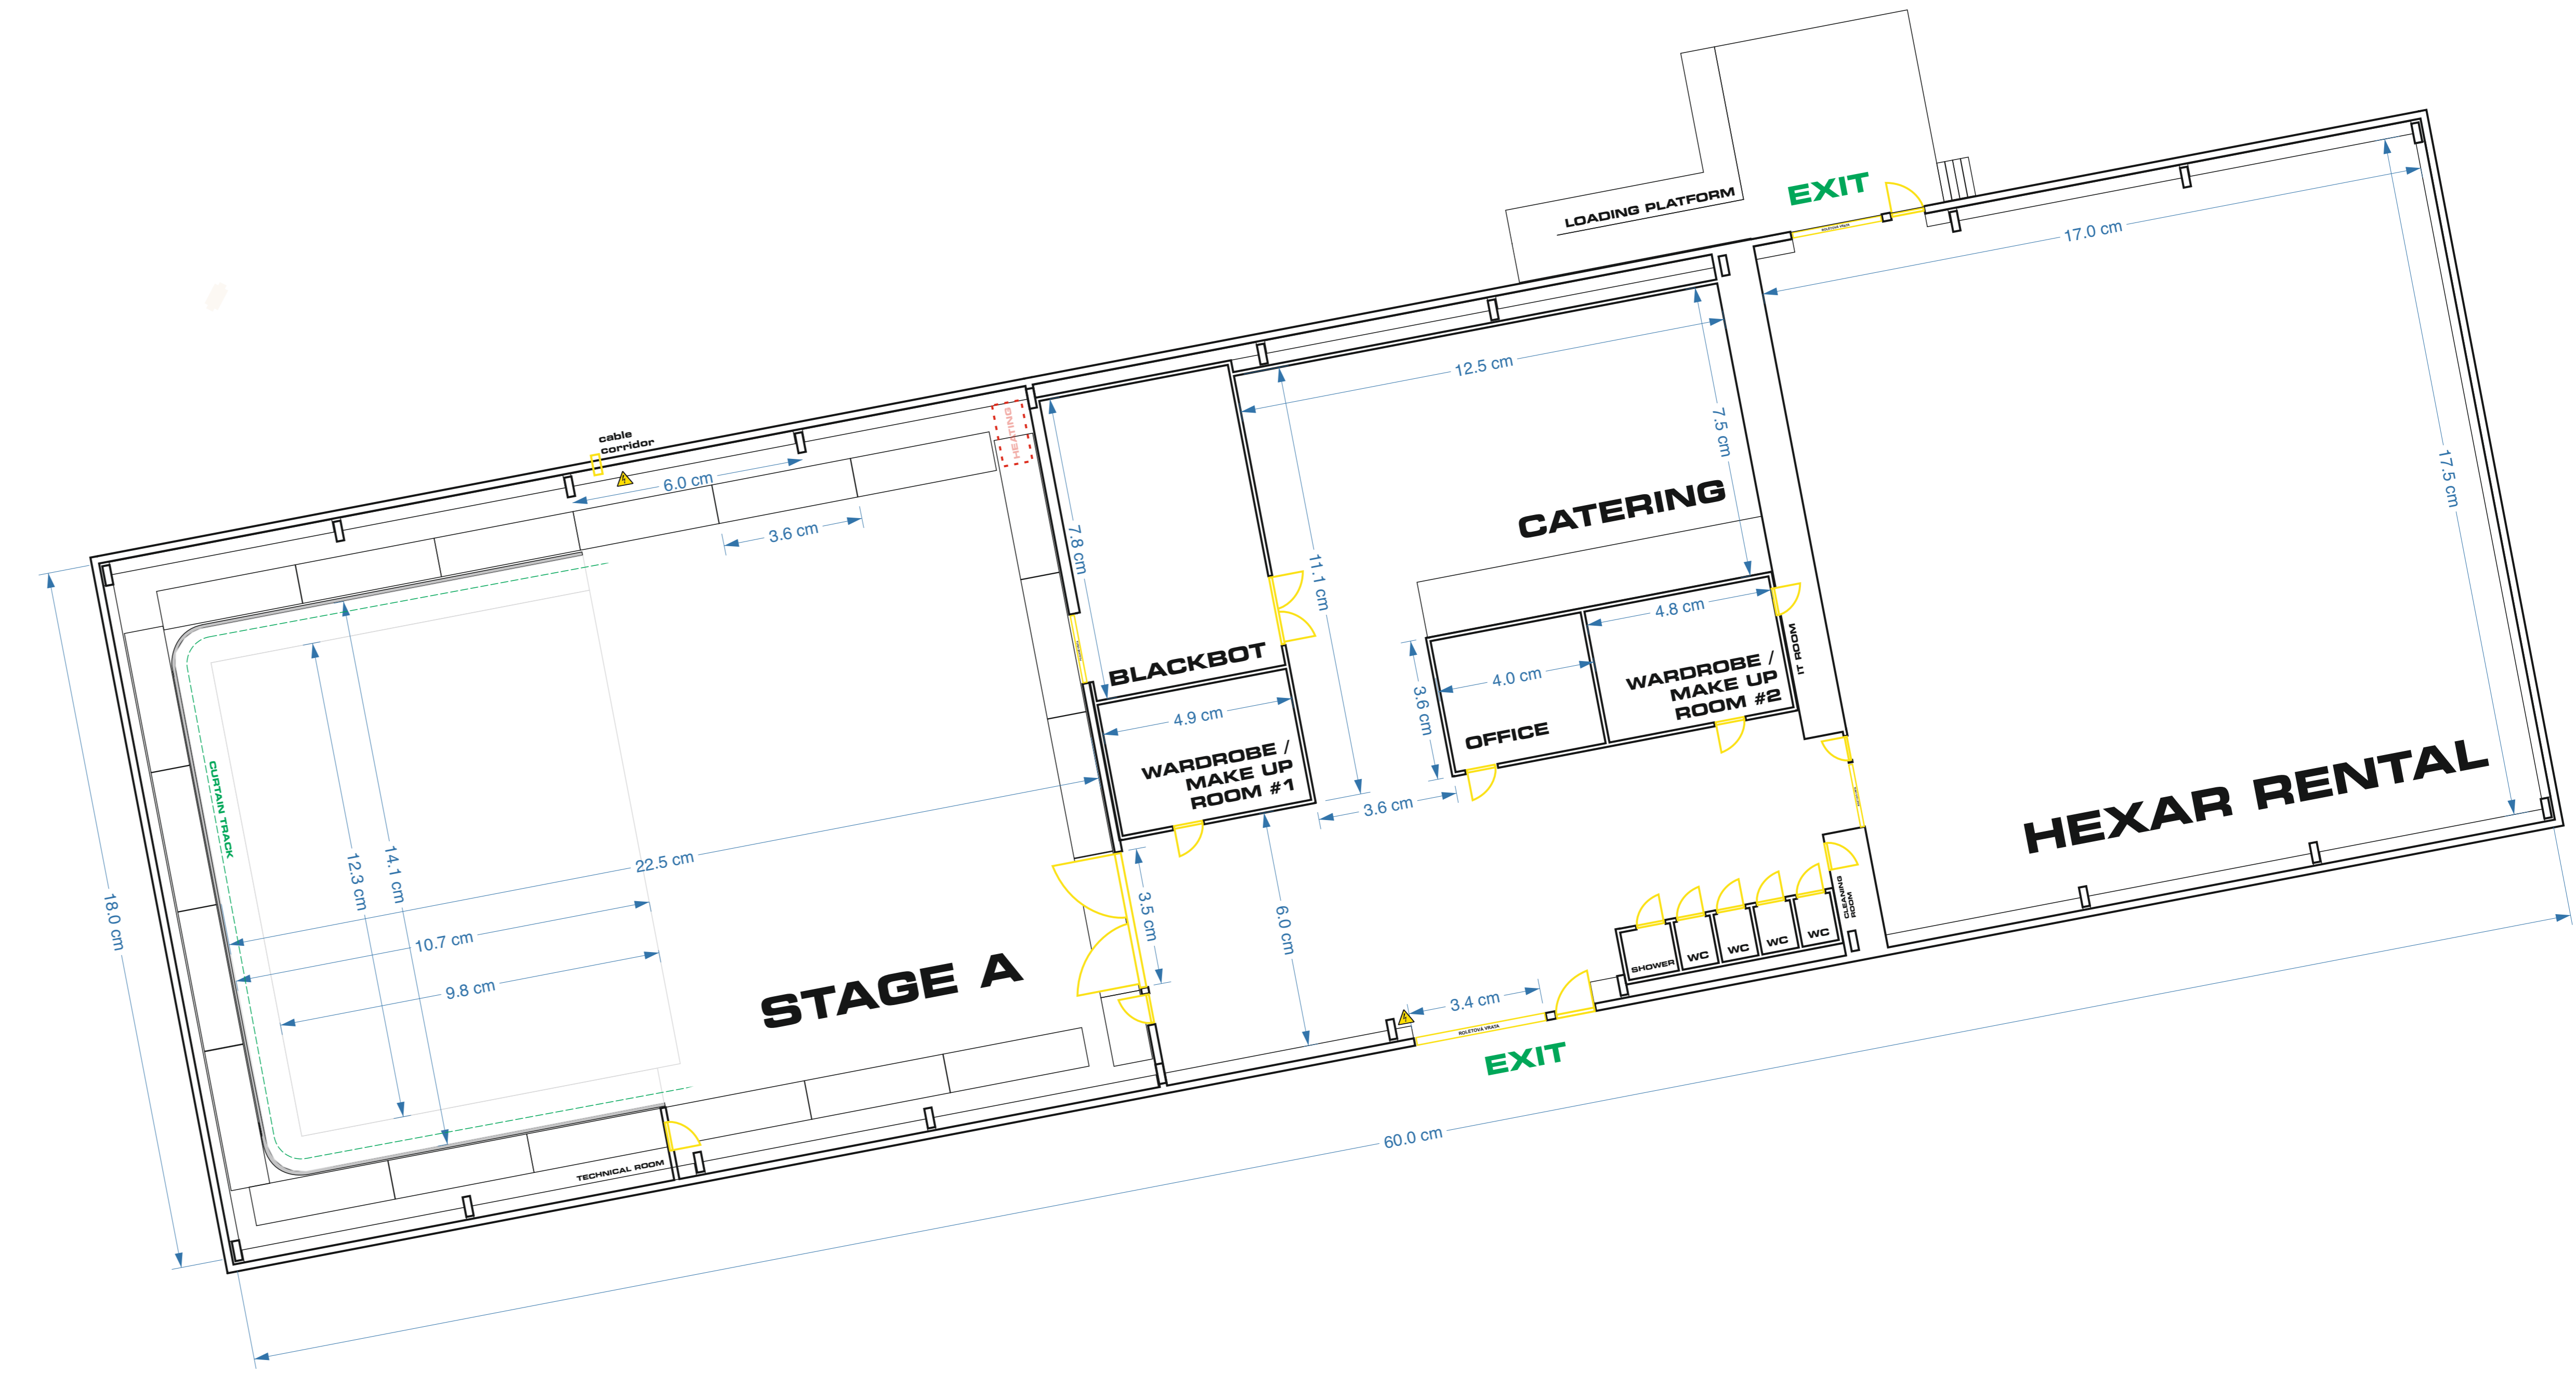 LOADING PLATFORM
EXIT
17.0 cm
12.5 cm
7.5 cm
17.5 cm
cable
corridor
HEATING
6.0 cm
3.6 cm
7.8 cm
11.1 cm
CATERING
4.8 cm
IT ROOM
BLACKBOT
WARDROBE /
MAKE UP
ROOM #2
4.0 cm
3.6 cm
OFFICE
4.9 cm
WARDROBE /
MAKE UP
ROOM #1
3.6 cm
HEXAR RENTAL
CURTAIN TRACK
22.5 cm
12.3 cm
14.1 cm
18.0 cm
10.7 cm
9.8 cm
STAGE A
3.5 cm
6.0 cm
CLEANING
ROOM
SHOWER
WC
WC
WC
WC
3.4 cm
ROLETOVÁ VRATA
EXIT
TECHNICAL ROOM
60.0 cm